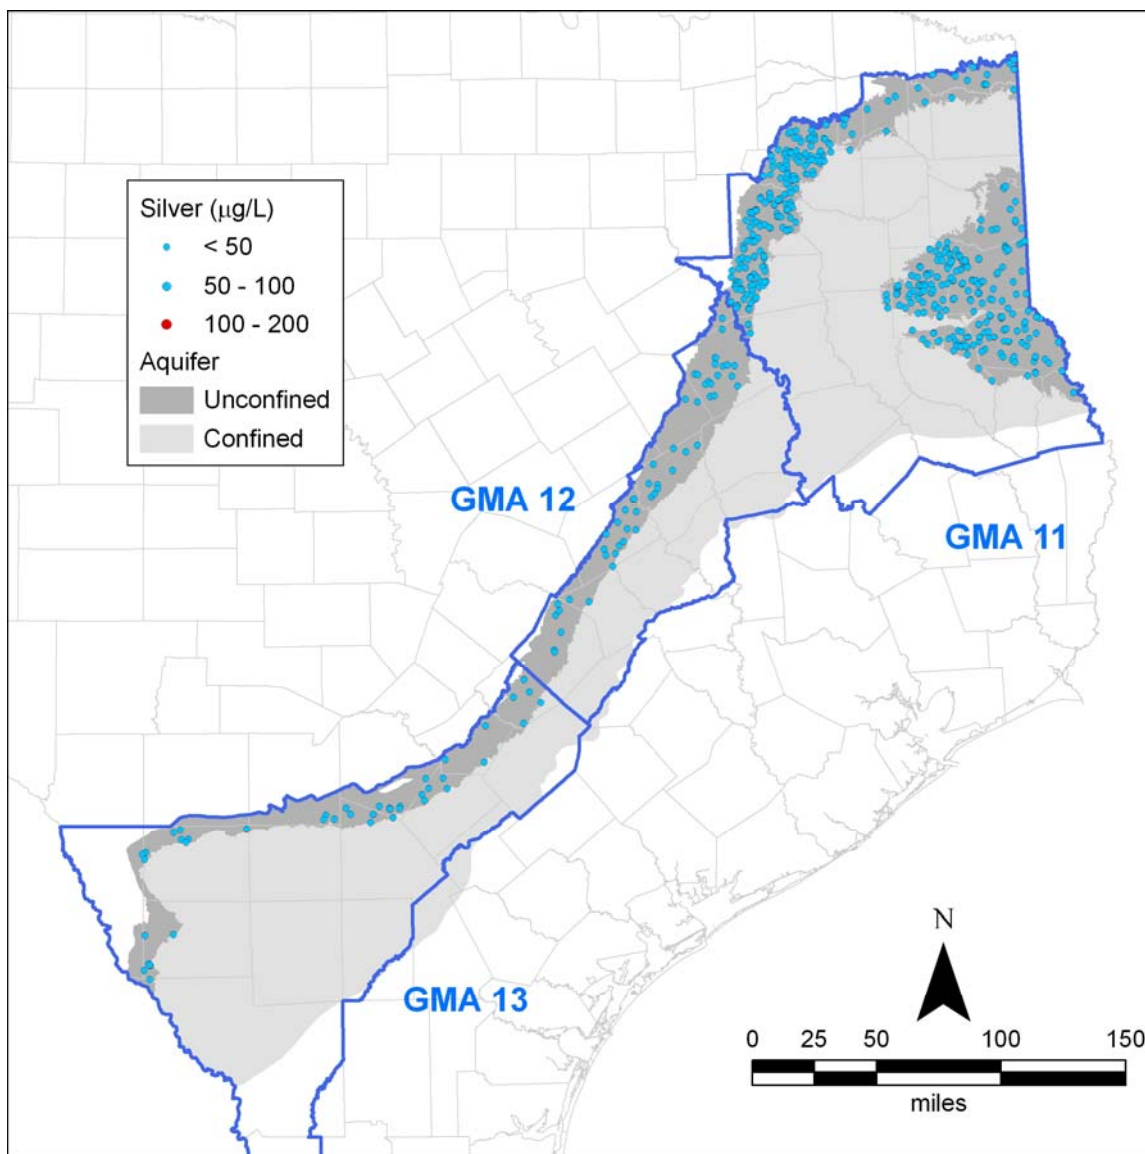 Silver (µg/L)
< 50
50 - 100
100 - 200
Aquifer
Unconfined
Confined
GMA 12
GMA 11
GMA 13
N
0 25 50 100 150
miles